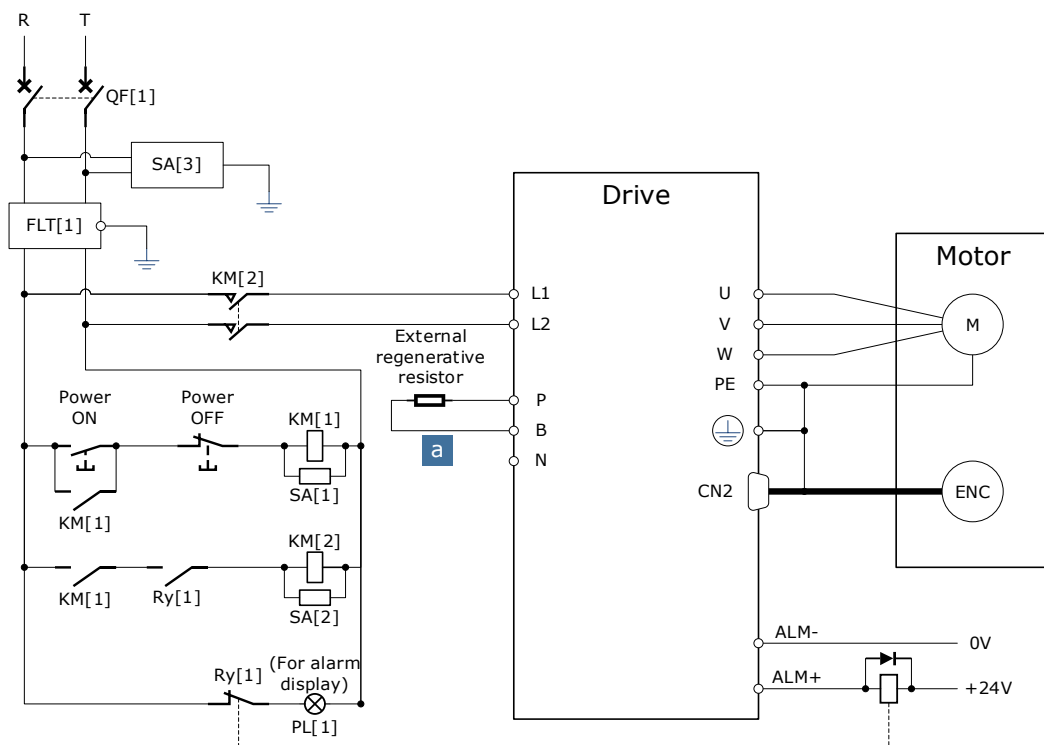 R
T
QF[1]
SA[3]
FLT[1]
Drive
Motor
KM[2]
L1
L2
U
V
W
PE
M
External
regenerative
resistor
P
B
N
a
Power
ON
Power
OFF
KM[1]
SA[1]
KM[1]
CN2
ENC
KM[2]
SA[2]
KM[1]
Ry[1]
Ry[1]
(For alarm
display)
PL[1]
ALM-
0V
ALM+
+24V